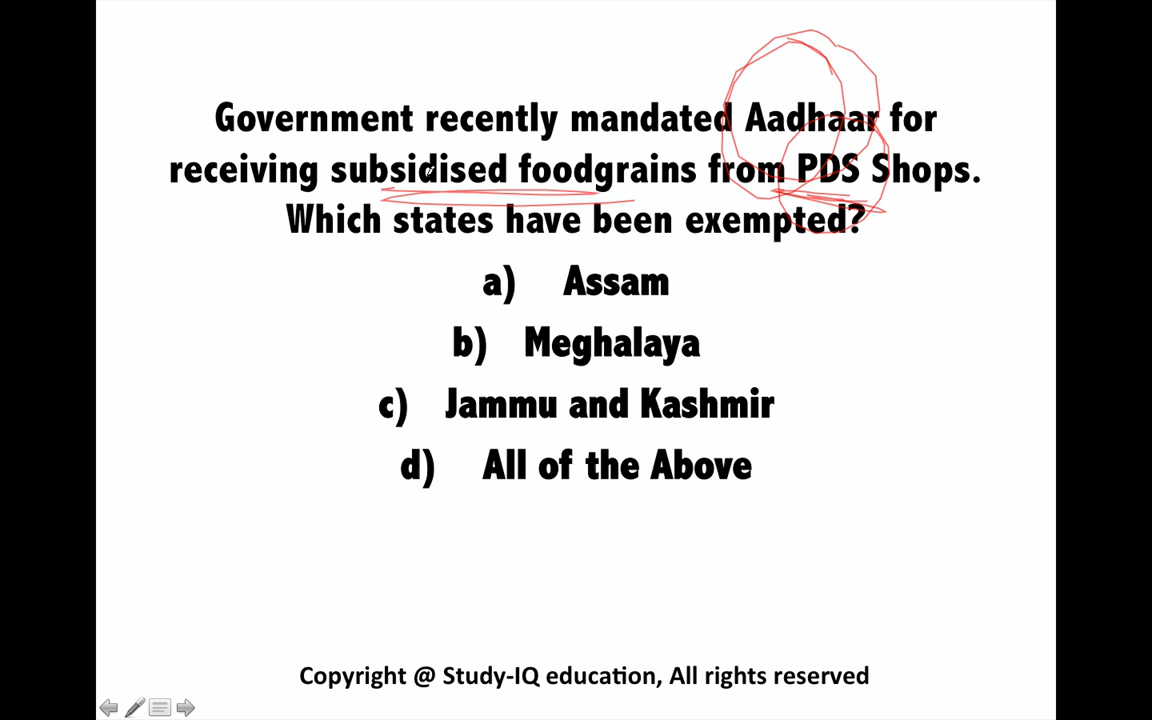 Government recently mandated Aadhaar for
receiving subsidised foodgrains from PDS Shops.
Which states have been exempted?
a) Assam
b) Meghalaya
c) Jammu and Kashmir
d) All of the Above
Copyright @ Study-IQ education, All rights reserved